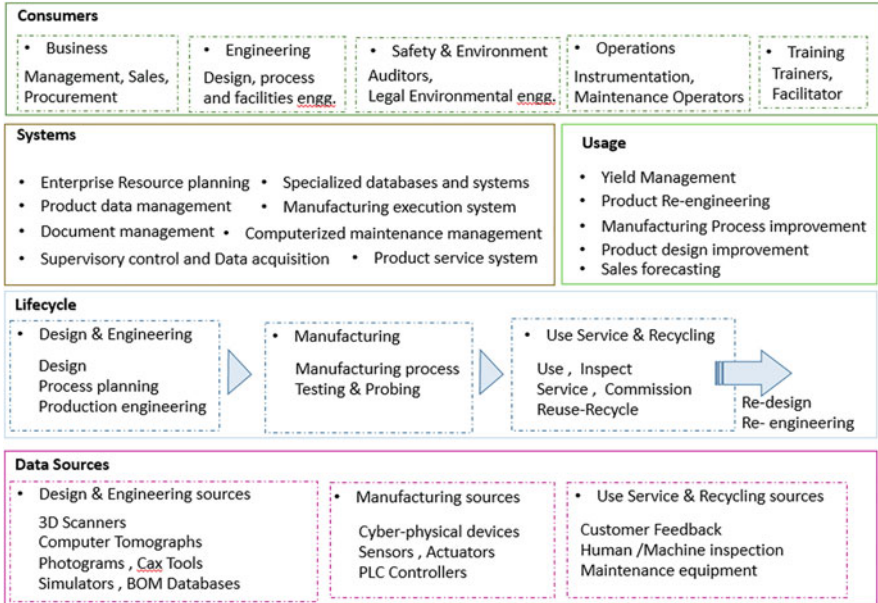 Consumers
• Business
Management, Sales,
Procurement
• Engineering
Design, process
and facilities engg.
• Safety & Environment
Auditors,
Legal Environmental engg.
• Operations
Instrumentation,
Maintenance Operators
• Training
Trainers,
Facilitator
Systems
• Enterprise Resource planning • Specialized databases and systems
• Product data management • Manufacturing execution system
• Document management • Computerized maintenance management
• Supervisory control and Data acquisition • Product service system
Usage
• Yield Management
• Product Re-engineering
• Manufacturing Process improvement
• Product design improvement
• Sales forecasting
Lifecycle
• Design & Engineering
Design
Process planning
Production engineering
• Manufacturing
Manufacturing process
Testing & Probing
• Use Service & Recycling
Use , Inspect
Service , Commission
Reuse-Recycle
Re-design
Re- engineering
Data Sources
• Design & Engineering sources
3D Scanners
Computer Tomographs
Photograms , Cax Tools
Simulators , BOM Databases
• Manufacturing sources
Cyber-physical devices
Sensors , Actuators
PLC Controllers
• Use Service & Recycling sources
Customer Feedback
Human /Machine inspection
Maintenance equipment